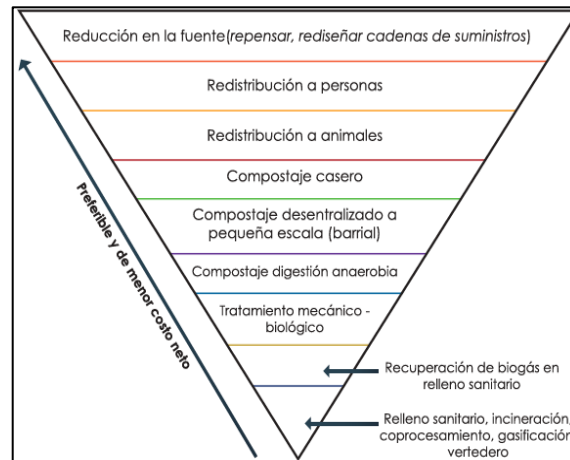 Reducción en la fuente(repensar, rediseñar cadenas de suministros)
Redistribución a personas
Redistribución a animales
Compostaje casero
Compostaje desentralizado a
pequeña escala (barrial)
Compostaje digestión anaerobia
Tratamiento mecánico -
biológico
Recuperación de biogás en
relleno sanitario
Relleno sanitario, incineración,
coprocesamiento, gasificación
vertedero
Preferible y de menor costo neto